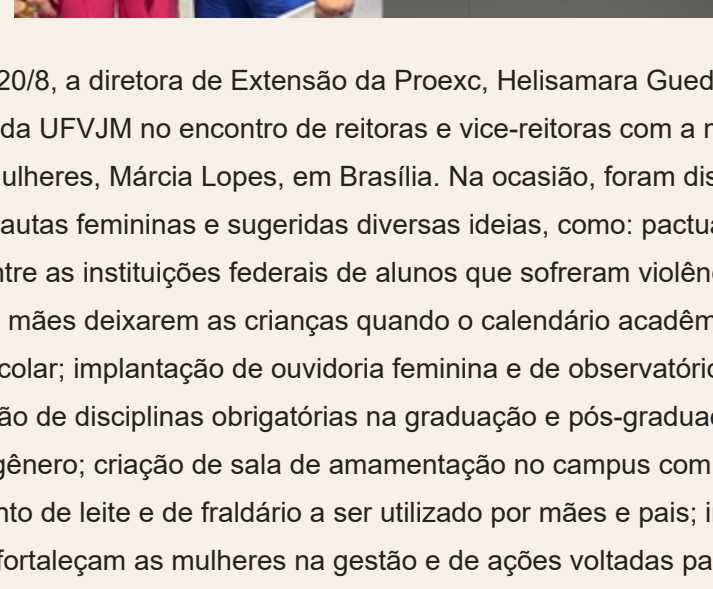 20/8, a diretora de Extensão da Proexc, Helisamara Gued
da UFVJM no encontro de reitoras e vice-reitoras com a
ulheres, Márcia Lopes, em Brasília. Na ocasião, foram dis
autas femininas e sugeridas diversas ideias, como: pactua
ntre as instituições federais de alunos que sofreram violên
mães deixarem as crianças quando o calendário acadêm
colar; implantação de ouvidoria feminina e de observatório
ão de disciplinas obrigatórias na graduação e pós-gradua
gênero; criação de sala de amamentação no campus com
nto de leite e de fraldário a ser utilizado por mães e pais;
fortaleçam as mulheres na gestão e de ações voltadas pa